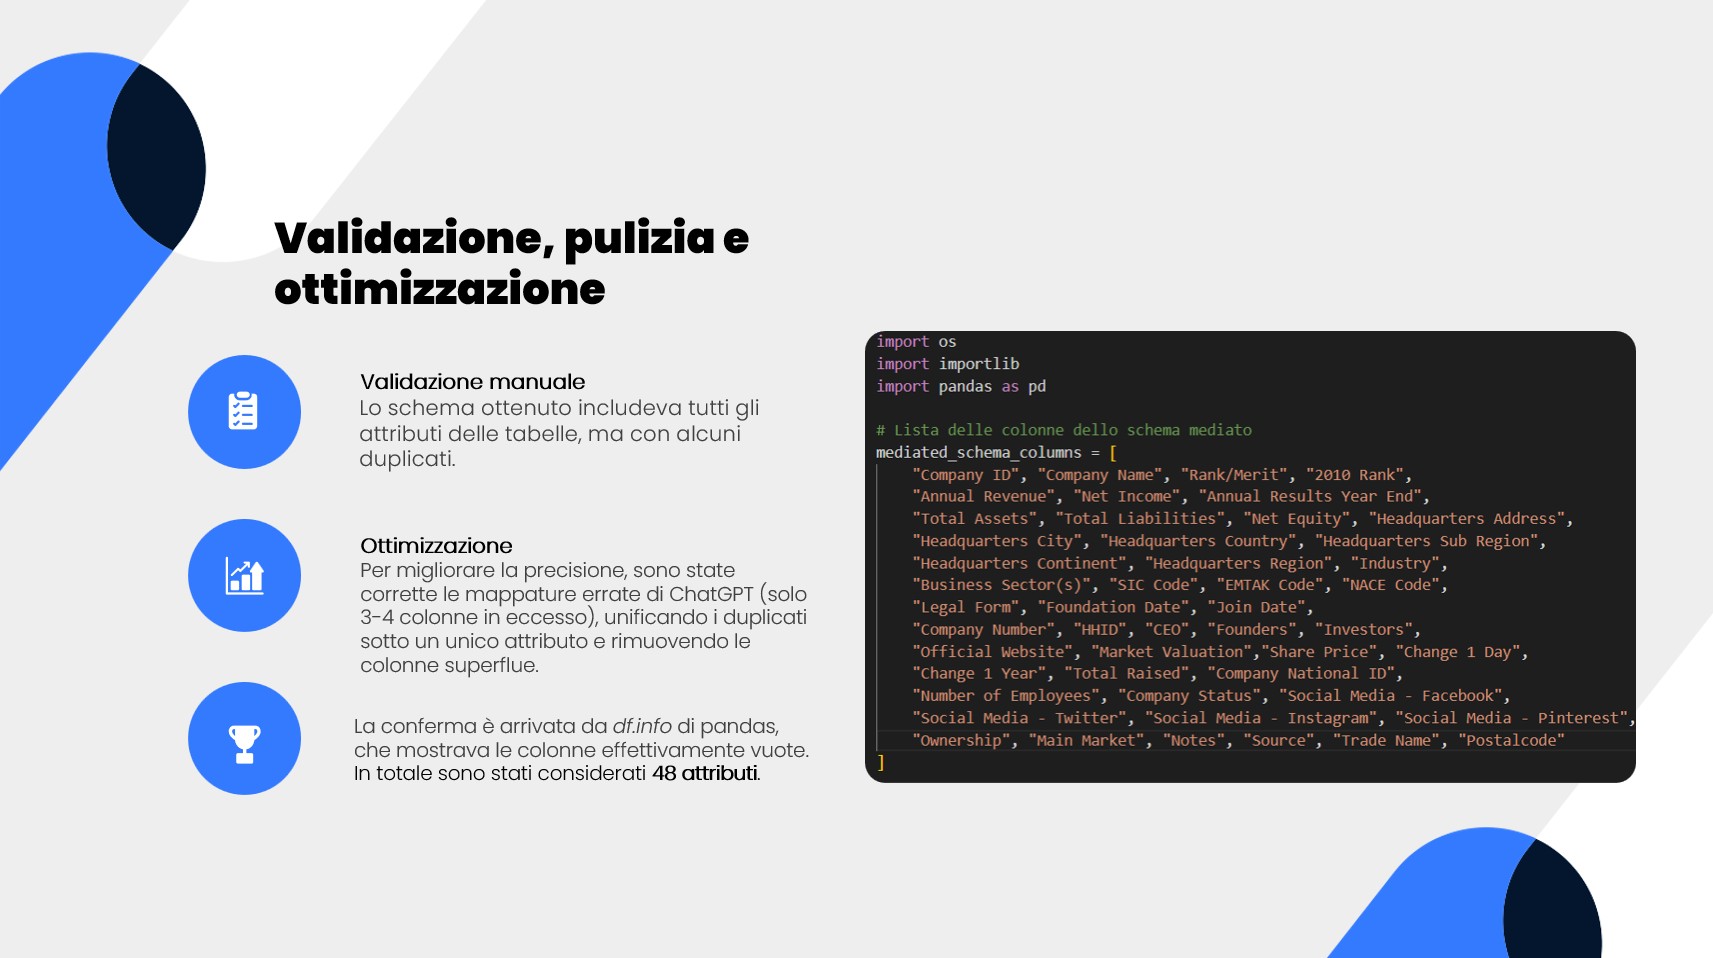 Validazione, pulizia e
ottimizzazione
Validazione manuale
Lo schema ottenuto includeva tutti gli
attributi delle tabelle, ma con alcuni
duplicati.
Ottimizzazione
Per migliorare la precisione, sono state
corrette le mappature errate di ChatGPT (solo
3-4 colonne in eccesso), unificando i duplicati
sotto un unico attributo e rimuovendo le
colonne superflue.
La conferma è arrivata da df.info di pandas,
che mostrava le colonne effettivamente vuote.
In totale sono stati considerati 48 attributi.
import os
import importlib
import pandas as pd
# Lista delle colonne dello schema mediato
mediated_schema_columns = [
"Company ID", "Company Name", "Rank/Merit", "2010 Rank",
"Annual Revenue", "Net Income", "Annual Results Year End",
"Total Assets", "Total Liabilities", "Net Equity", "Headquarters Address",
"Headquarters City", "Headquarters Country", "Headquarters Sub Region",
"Headquarters Continent", "Headquarters Region", "Industry",
"Business Sector(s)", "SIC Code", "EMTAK Code", "NACE Code",
"Legal Form", "Foundation Date", "Join Date",
"Company Number", "HHID", "CEO", "Founders", "Investors",
"Official Website", "Market Valuation","Share Price", "Change 1 Day",
"Change 1 Year", "Total Raised", "Company National ID",
"Number of Employees", "Company Status", "Social Media - Facebook",
"Social Media - Twitter", "Social Media - Instagram", "Social Media - Pinterest",
"Ownership", "Main Market", "Notes", "Source", "Trade Name", "Postalcode"
]